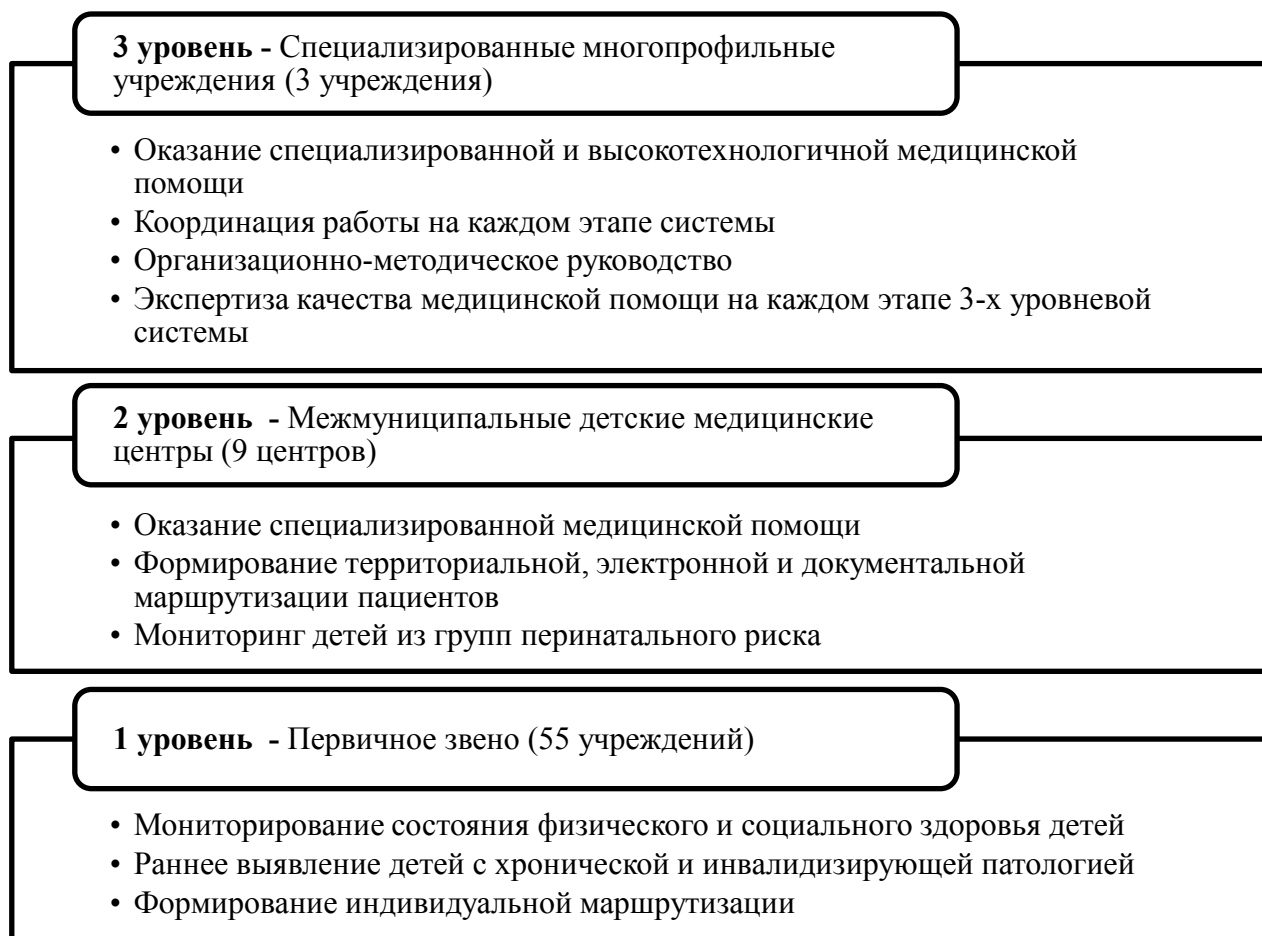 3 уровень - Специализированные многопрофильные
учреждения (3 учреждения)
• Оказание специализированной и высокотехнологичной медицинской
помощи
• Координация работы на каждом этапе системы
• Организационно-методическое руководство
• Экспертиза качества медицинской помощи на каждом этапе 3-х уровневой
системы
2 уровень - Межмуниципальные детские медицинские
центры (9 центров)
• Оказание специализированной медицинской помощи
• Формирование территориальной, электронной и документальной
маршрутизации пациентов
• Мониторинг детей из групп перинатального риска
1 уровень - Первичное звено (55 учреждений)
• Мониторирование состояния физического и социального здоровья детей
• Раннее выявление детей с хронической и инвалидизирующей патологией
• Формирование индивидуальной маршрутизации